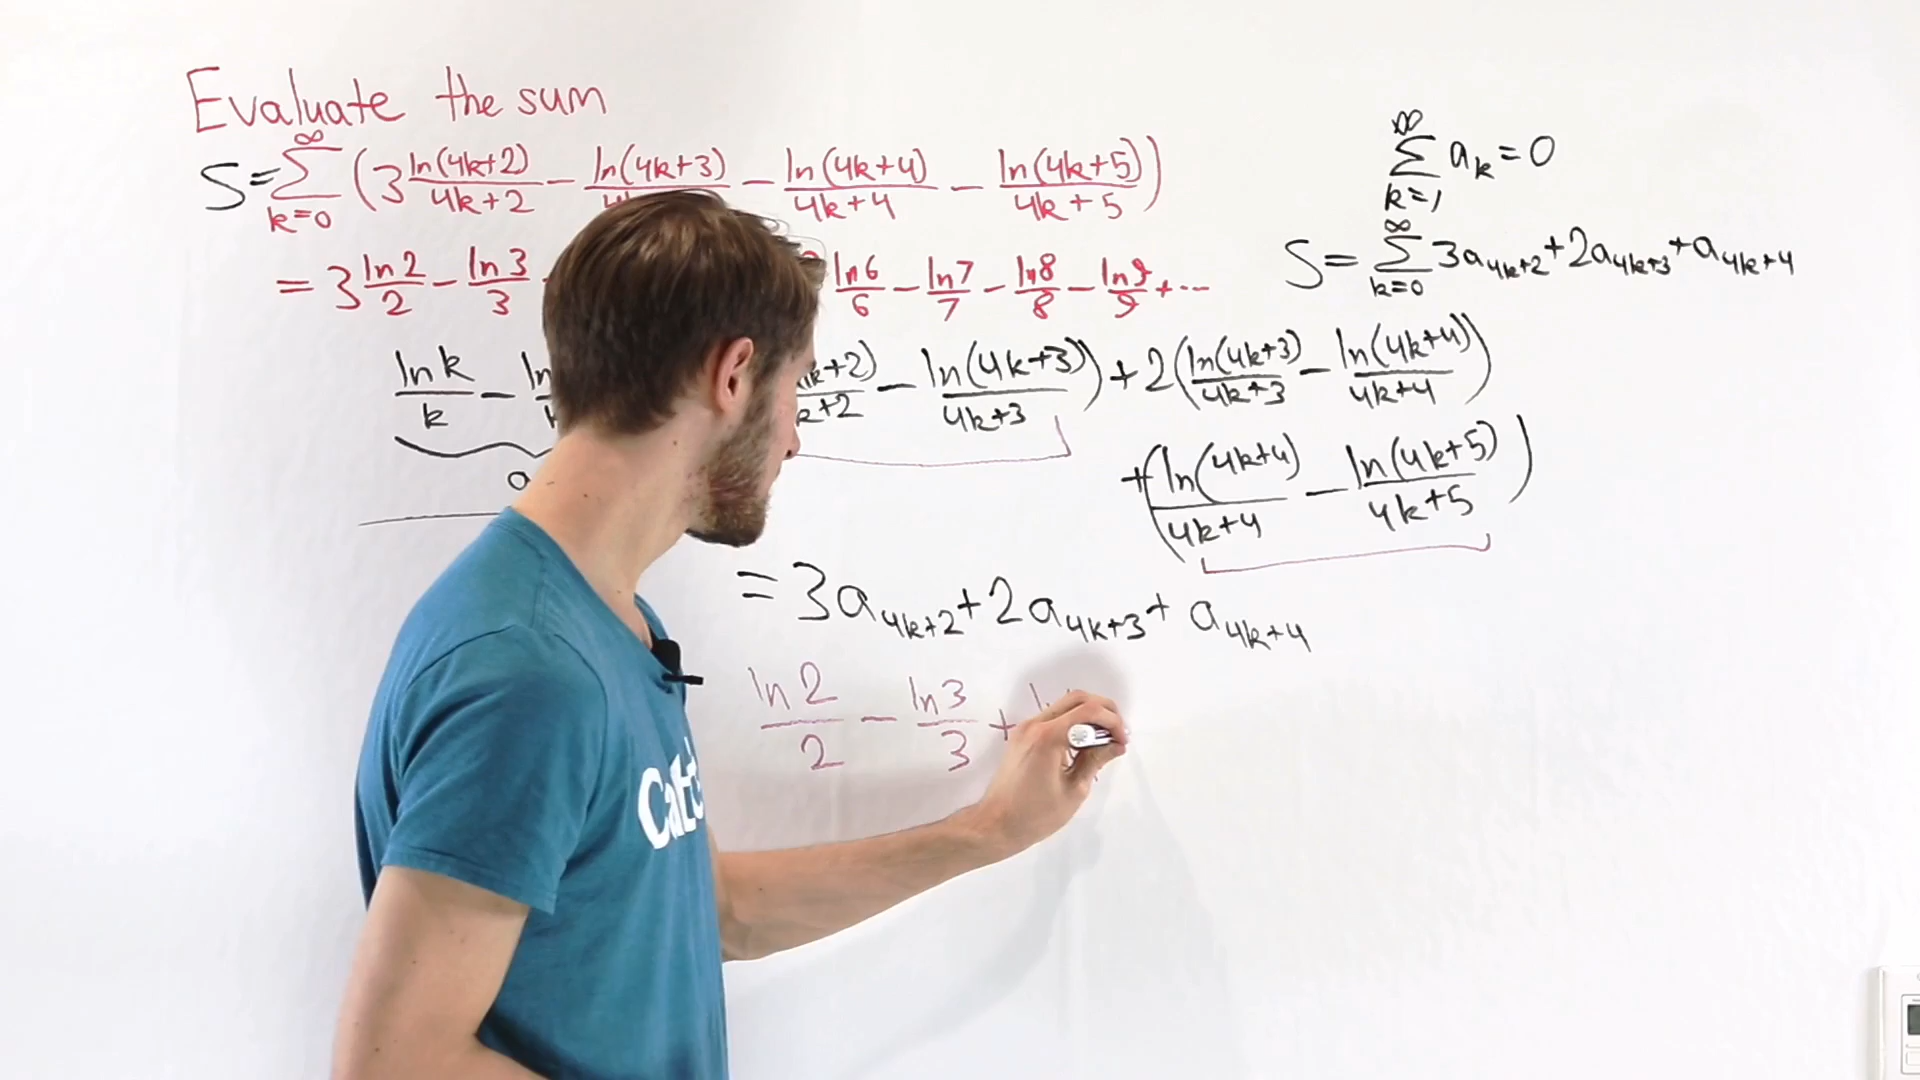 Evaluate the sum
S = ∑_{k=0}^{∞} (3 ln(4k+2)/(4k+2) − ln(4k+3)/4k − ln(4k+4)/(4k+4) − ln(4k+5)/(4k+5))
= 3 ln2/2 − ln3/3 ln6/6 − ln7/7 − ln8/8 − ln9/9 + ...
ln k/k − ln k+2)/k+2 − ln(4k+3)/(4k+3)) + 2(ln(4k+3)/(4k+3) − ln(4k+4)/(4k+4))
+ (ln(4k+4)/(4k+4) − ln(4k+5)/(4k+5))
a
= 3a_{4k+2} + 2a_{4k+3} + a_{4k+4}
ln2/2 − ln3/3 +
∑_{k=1}^{∞} a_k = 0
S = ∑_{k=0}^{∞} 3a_{4k+2} + 2a_{4k+3} + a_{4k+4}